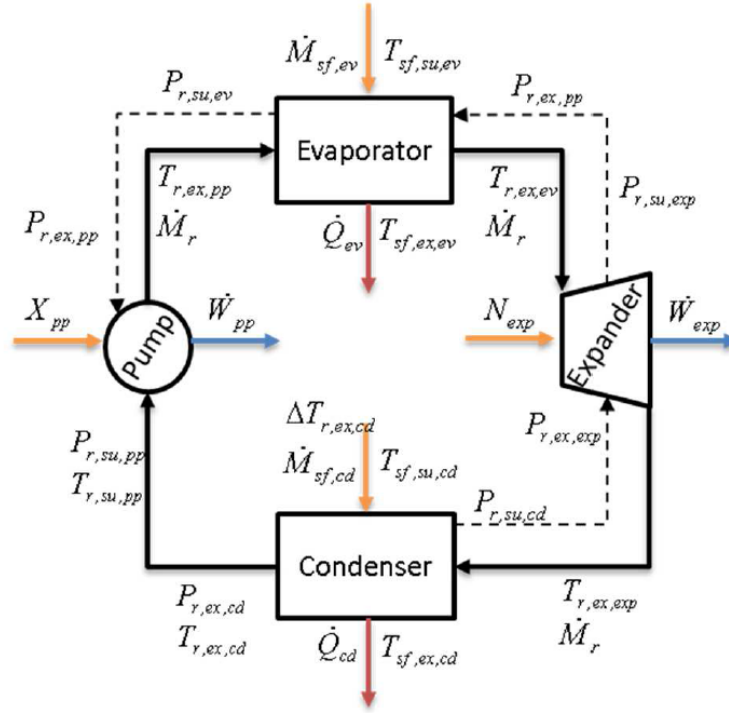 Ṁ_sf,ev T_sf,su,ev
P_r,su,ev
P_r,ex,pp
Evaporator
T_r,ex,pp
T_r,ex,ev
P_r,su,exp
P_r,ex,pp
Ṁ_r
Q̇_ev T_sf,ex,ev
Ṁ_r
X_pp
Pump
Ẇ_pp
N_exp
Expander
Ẇ_exp
ΔT_r,ex,cd
P_r,su,pp
Ṁ_sf,cd T_sf,su,cd
P_r,ex,exp
T_r,su,pp
P_r,su,cd
Condenser
P_r,ex,cd
T_r,ex,exp
T_r,ex,cd
Q̇_cd T_sf,ex,cd
Ṁ_r